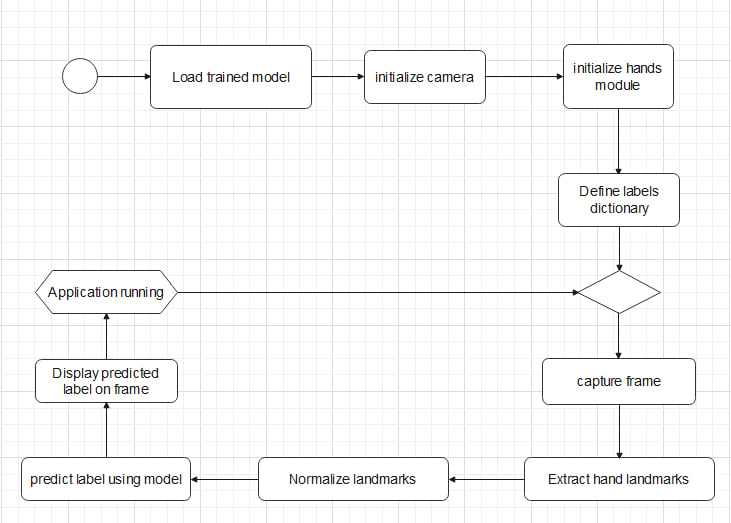 Load trained model
initialize camera
initialize hands
module
Define labels
dictionary
Application running
Display predicted
label on frame
capture frame
predict label using model
Normalize landmarks
Extract hand landmarks